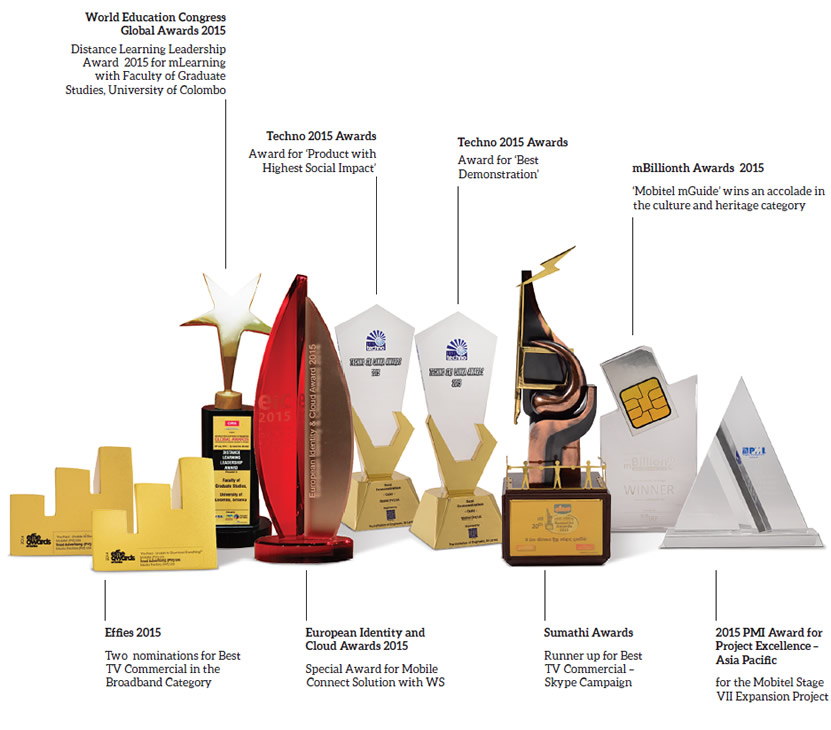 World Education Congress
Global Awards 2015
Distance Learning Leadership
Award 2015 for mLearning
with Faculty of Graduate
Studies, University of Colombo
Techno 2015 Awards
Award for ‘Product with
Highest Social Impact’
Techno 2015 Awards
Award for ‘Best
Demonstration’
mBillionth Awards 2015
‘Mobitel mGuide’ wins an accolade in
the culture and heritage category
GLOBAL AWARDS
DISTANCE
LEARNING
LEADERSHIP
AWARD
Faculty of
Graduate Studies,
University of
2015
European Identity & Cloud Award 2015
techno
techno
WINNER
PMI
effie
awards
effie
awards
Effies 2015
Two nominations for Best
TV Commercial in the
Broadband Category
European Identity and
Cloud Awards 2015
Special Award for Mobile
Connect Solution with WS
Sumathi Awards
Runner up for Best
TV Commercial –
Skype Campaign
2015 PMI Award for
Project Excellence –
Asia Pacific
for the Mobitel Stage
VII Expansion Project